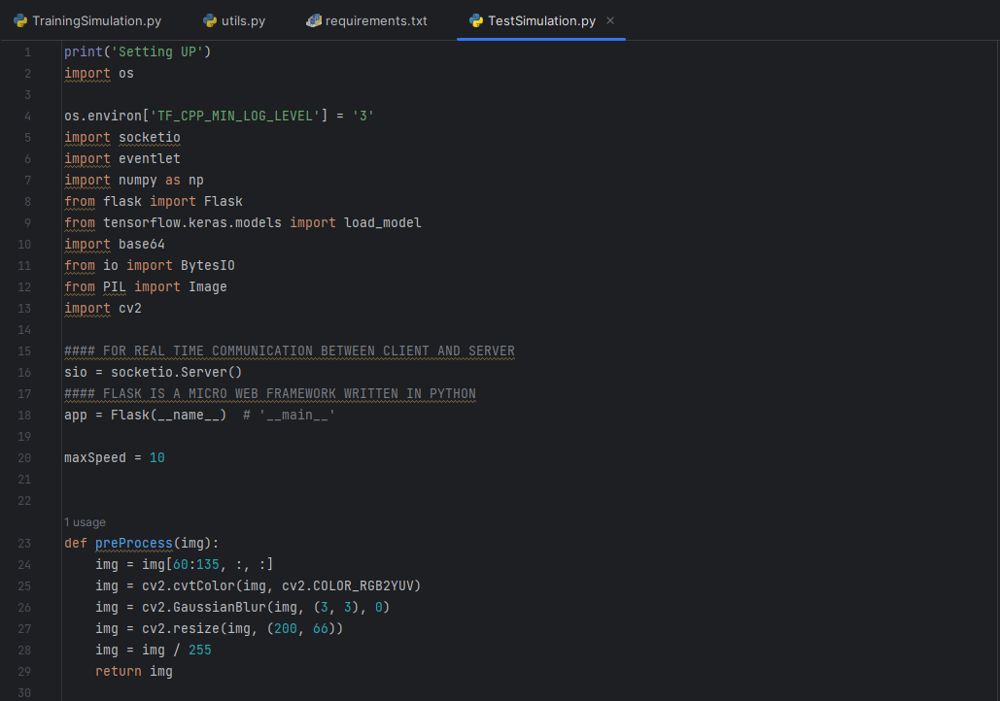 TrainingSimulation.py utils.py requirements.txt TestSimulation.py ×
1 print('Setting UP')
2 import os
3
4 os.environ['TF_CPP_MIN_LOG_LEVEL'] = '3'
5 import socketio
6 import eventlet
7 import numpy as np
8 from flask import Flask
9 from tensorflow.keras.models import load_model
10 import base64
11 from io import BytesIO
12 from PIL import Image
13 import cv2
14
15 #### FOR REAL TIME COMMUNICATION BETWEEN CLIENT AND SERVER
16 sio = socketio.Server()
17 #### FLASK IS A MICRO WEB FRAMEWORK WRITTEN IN PYTHON
18 app = Flask(__name__)  # '__main__'
19
20 maxSpeed = 10
21
22
1 usage
23 def preProcess(img):
24     img = img[60:135, :, :]
25     img = cv2.cvtColor(img, cv2.COLOR_RGB2YUV)
26     img = cv2.GaussianBlur(img, (3, 3), 0)
27     img = cv2.resize(img, (200, 66))
28     img = img / 255
29     return img
30